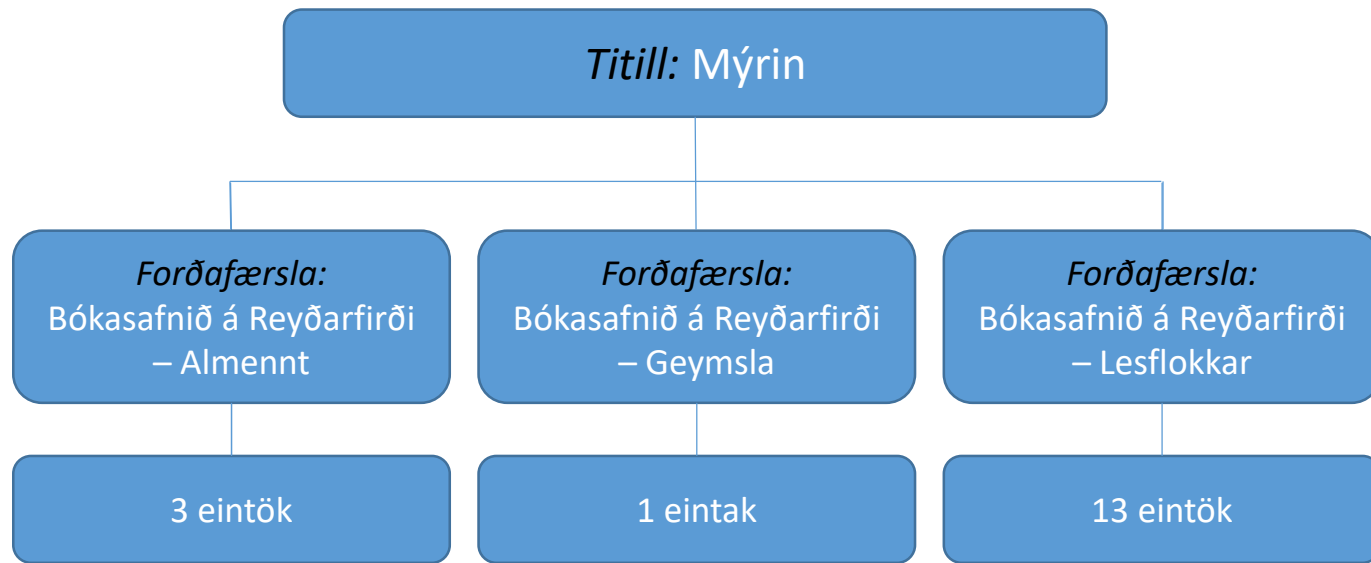 Titill: Mýrin
Forðafærsla:
Bókasafnið á Reyðarfirði
– Almennt
Forðafærsla:
Bókasafnið á Reyðarfirði
– Geymsla
Forðafærsla:
Bókasafnið á Reyðarfirði
– Lesflokkar
3 eintök
1 eintak
13 eintök